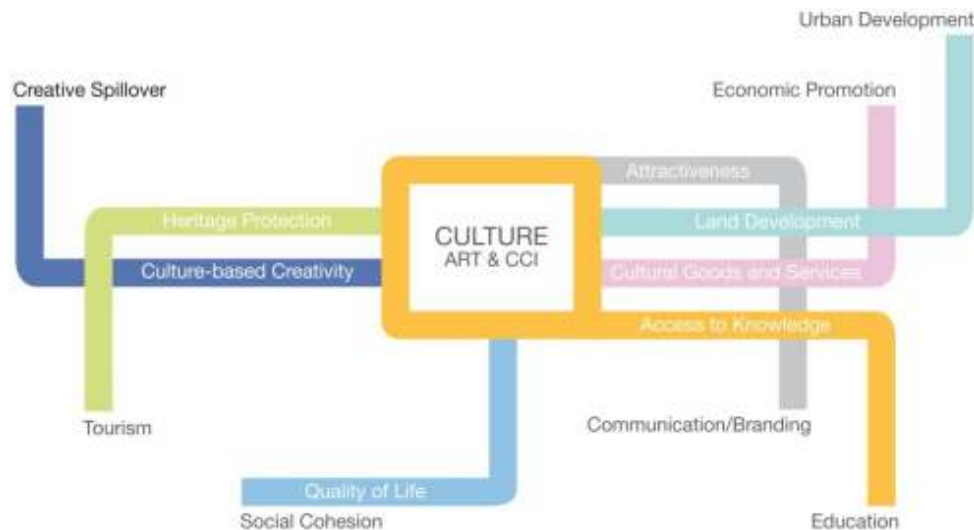 Urban Development
Creative Spillover
Economic Promotion
Attractiveness
Heritage Protection
Land Development
CULTURE
ART & CCI
Culture-based Creativity
Cultural Goods and Services
Access to Knowledge
Tourism
Communication/Branding
Quality of Life
Social Cohesion
Education